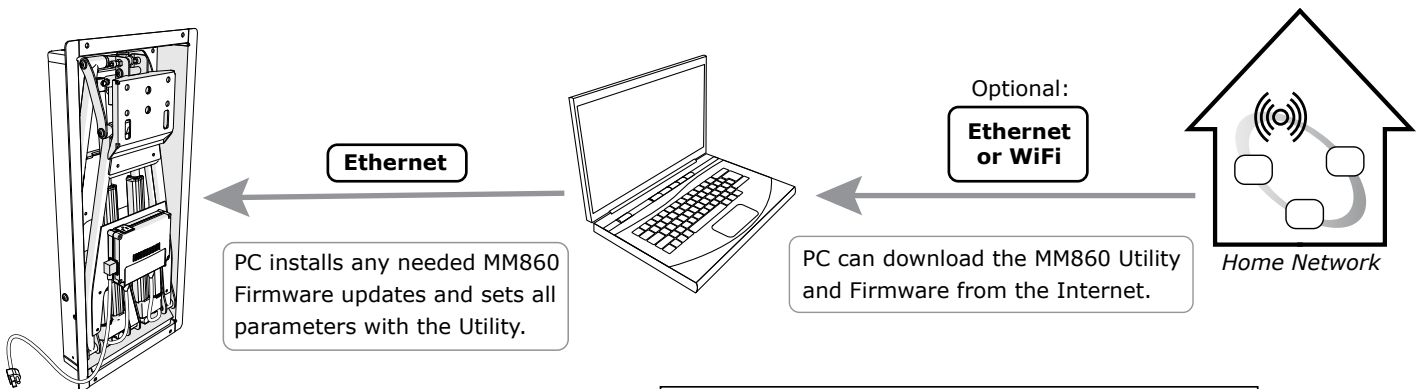 Optional:
Ethernet
or WiFi
Ethernet
PC installs any needed MM860
Firmware updates and sets all
parameters with the Utility.
PC can download the MM860 Utility
and Firmware from the Internet.
Home Network